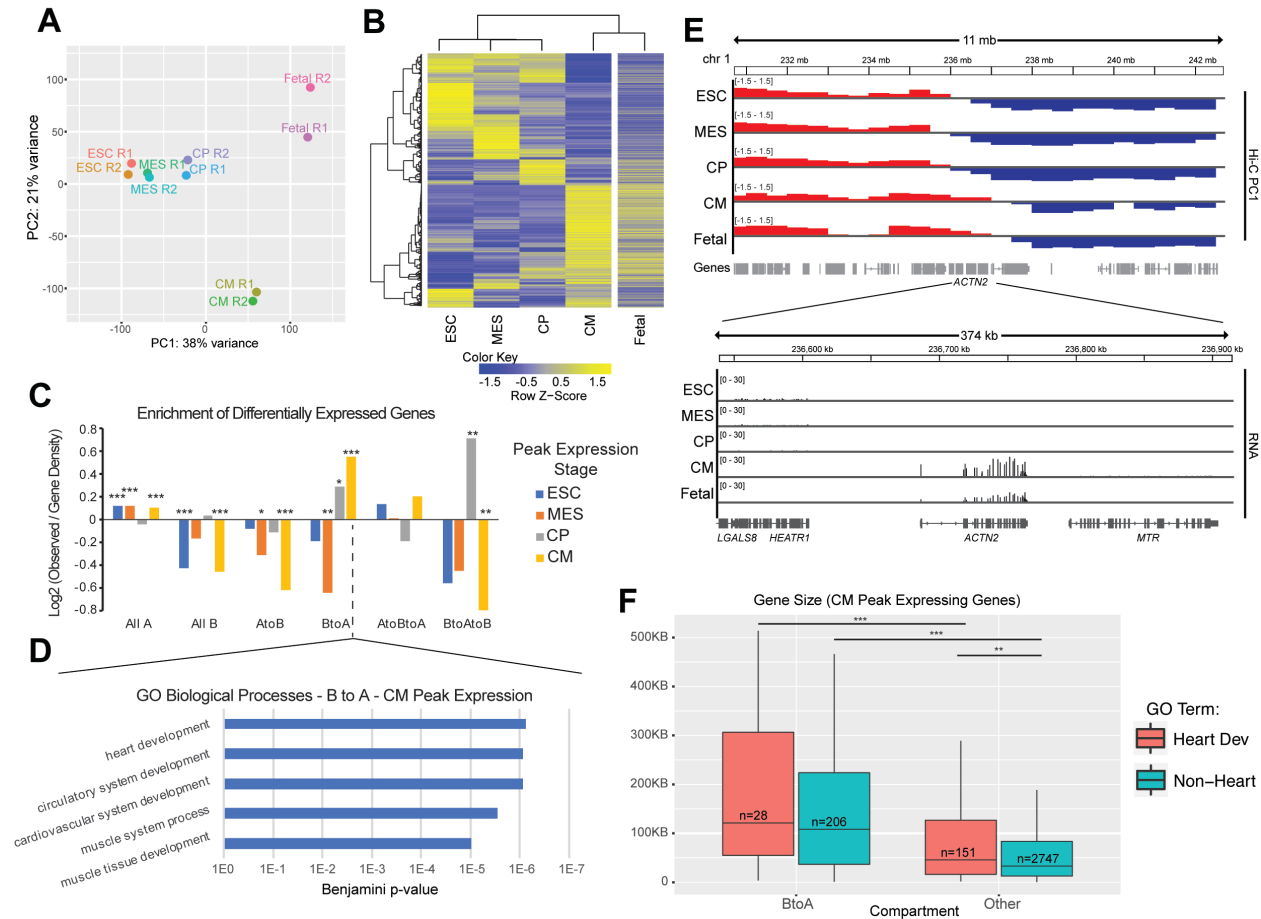 A
PC2: 21% variance
100
50
0
-50
-100
Fetal R2
Fetal R1
ESC R1
CP R2
ESC R2
MES R1
CP R1
MES R2
CM R1
CM R2
-100
0
100
PC1: 38% variance
B
ESC
MES
CP
CM
Fetal
Color Key
-1.5
-0.5
0.5
1.5
Row Z-Score
C
Enrichment of Differentially Expressed Genes
Log2 (Observed / Gene Density)
0.8
0.6
0.4
0.2
0
-0.2
-0.4
-0.6
-0.8
***
***
***
***
***
*
***
**
*
***
**
**
All A
All B
AtoB
BtoA
AtoBtoA
BtoAtoB
Peak Expression
Stage
ESC
MES
CP
CM
D
GO Biological Processes - B to A - CM Peak Expression
heart development
circulatory system development
cardiovascular system development
muscle system process
muscle tissue development
1E0
1E-1
1E-2
1E-3
1E-4
1E-5
1E-6
1E-7
Benjamini p-value
E
11 mb
chr 1
232 mb
234 mb
236 mb
238 mb
240 mb
242 mb
ESC
[-1.5 - 1.5]
MES
[-1.5 - 1.5]
CP
[-1.5 - 1.5]
CM
[-1.5 - 1.5]
Fetal
[-1.5 - 1.5]
Hi-C PC1
Genes
ACTN2
374 kb
236,600 kb
236,700 kb
236,800 kb
236,900 kb
ESC
[0 - 30]
MES
[0 - 30]
CP
[0 - 30]
CM
[0 - 30]
Fetal
[0 - 30]
RNA
LGALS8
HEATR1
ACTN2
MTR
F
Gene Size (CM Peak Expressing Genes)
500KB
400KB
300KB
200KB
100KB
0
***
***
**
n=28
n=206
n=151
n=2747
BtoA
Other
Compartment
GO Term:
Heart Dev
Non-Heart